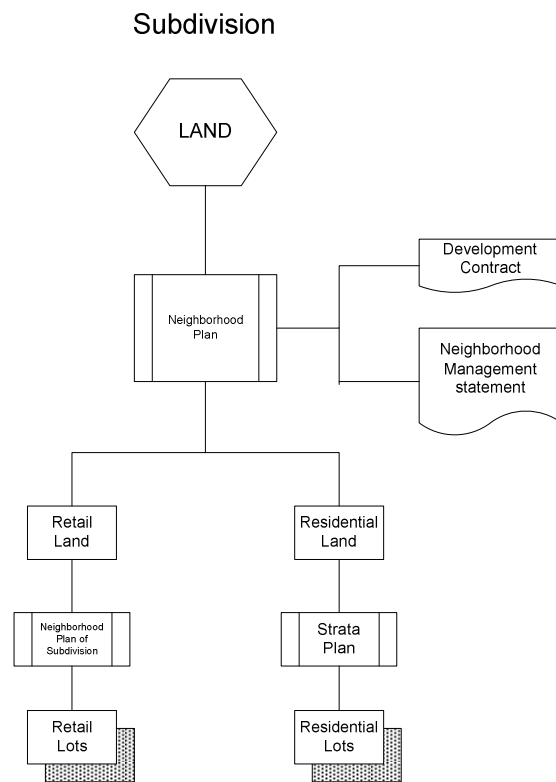 Subdivision
LAND
Development
Contract
Neighborhood
Plan
Neighborhood
Management
statement
Retail
Land
Residential
Land
Neighborhood
Plan of
Subdivision
Strata
Plan
Retail
Lots
Residential
Lots